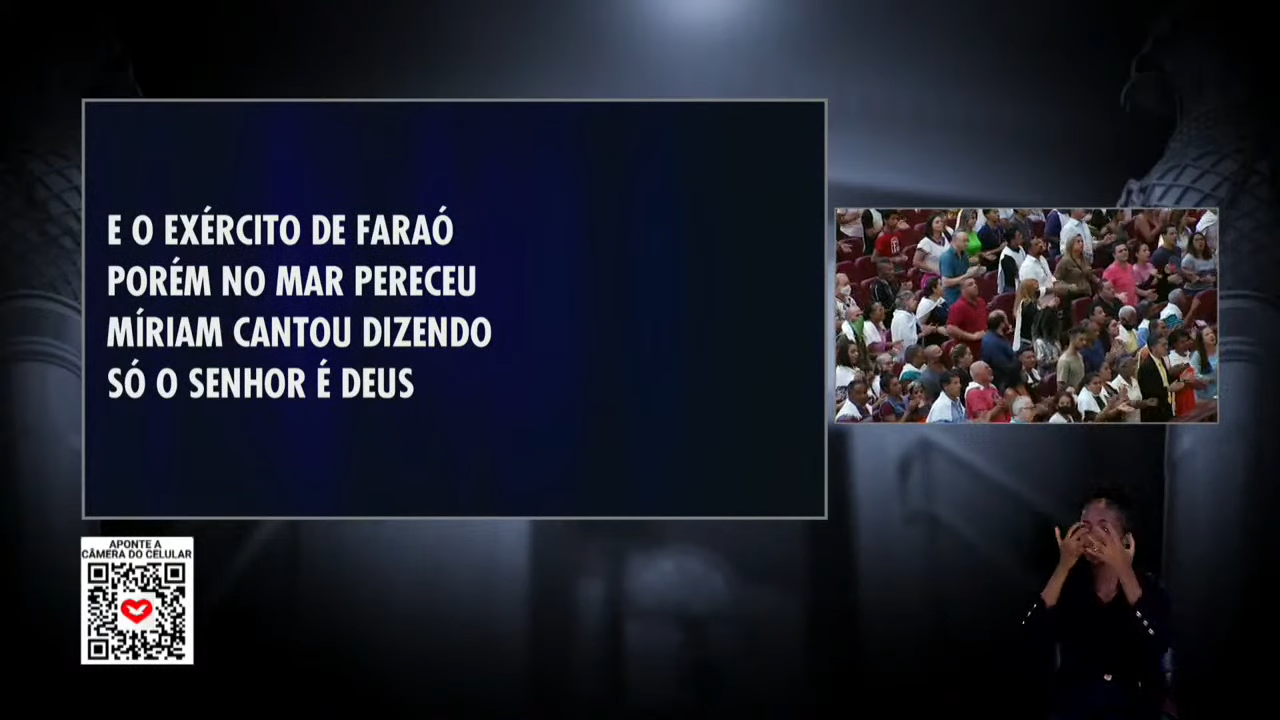 E O EXÉRCITO DE FARAÓ
PORÉM NO MAR PERECEU
MÍRIAM CANTOU DIZENDO
SÓ O SENHOR É DEUS
APONTE A
CÂMERA DO CELULAR